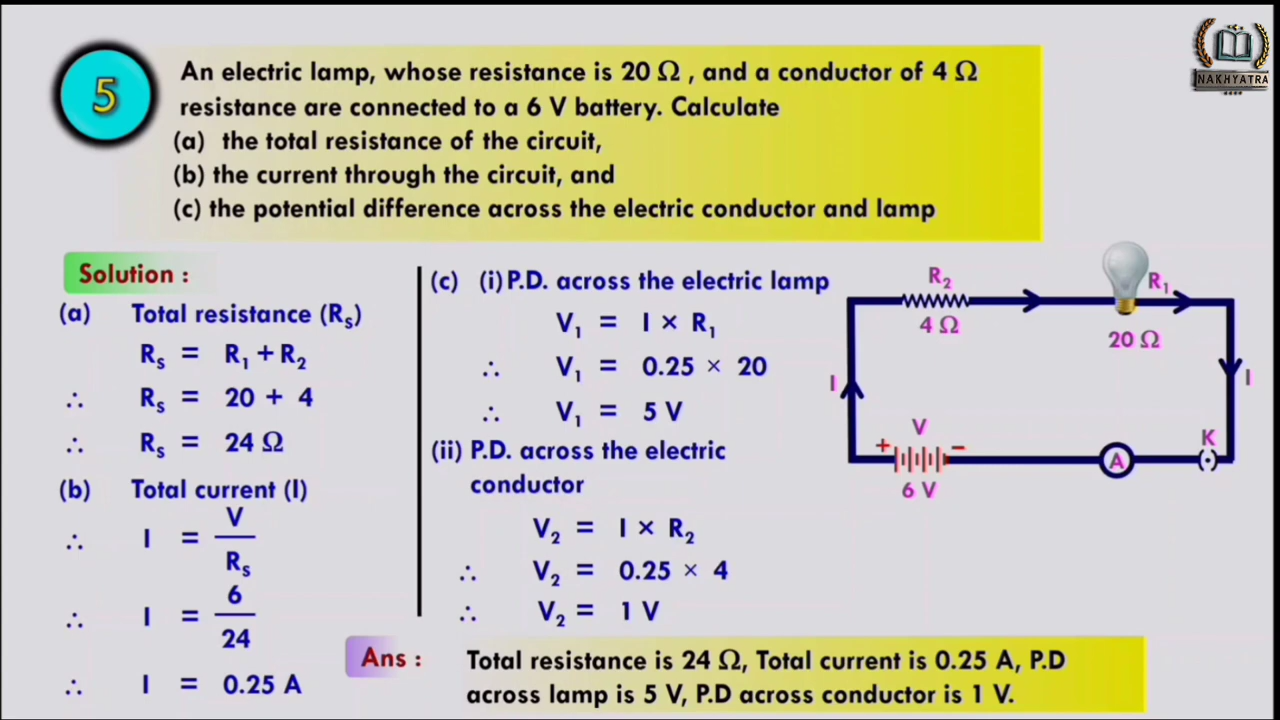 5
An electric lamp, whose resistance is 20 Ω , and a conductor of 4 Ω
resistance are connected to a 6 V battery. Calculate
(a) the total resistance of the circuit,
(b) the current through the circuit, and
(c) the potential difference across the electric conductor and lamp
NAKHYATRA
Solution :
(a) Total resistance (Rₛ)
Rₛ = R₁ + R₂
∴ Rₛ = 20 + 4
∴ Rₛ = 24 Ω
(b) Total current (I)
∴ I = V / Rₛ
∴ I = 6 / 24
∴ I = 0.25 A
(c) (i) P.D. across the electric lamp
V₁ = I × R₁
∴ V₁ = 0.25 × 20
∴ V₁ = 5 V
(ii) P.D. across the electric
conductor
V₂ = I × R₂
∴ V₂ = 0.25 × 4
∴ V₂ = 1 V
R₂
4 Ω
R₁
20 Ω
I
I
V
+ −
6 V
A
K
(·)
Ans : Total resistance is 24 Ω, Total current is 0.25 A, P.D
across lamp is 5 V, P.D across conductor is 1 V.